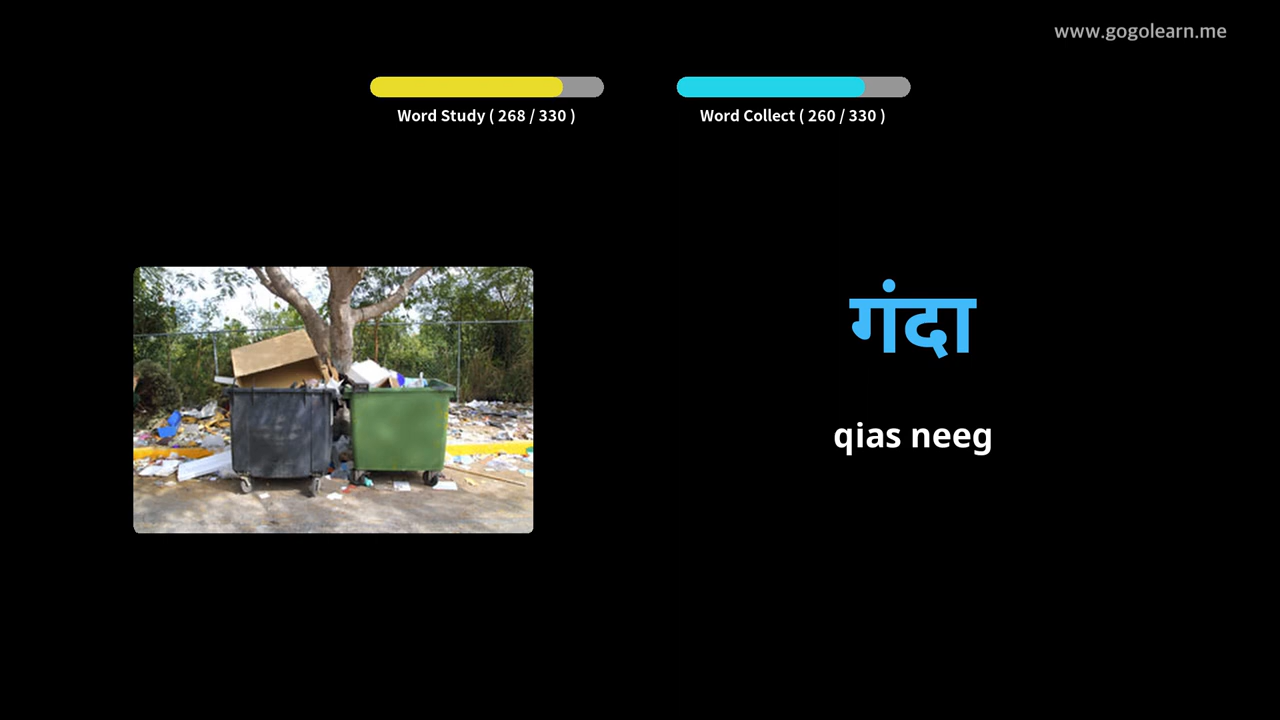 www.gogolearn.me
Word Study ( 268 / 330 )
Word Collect ( 260 / 330 )
गंदा
qias neeg